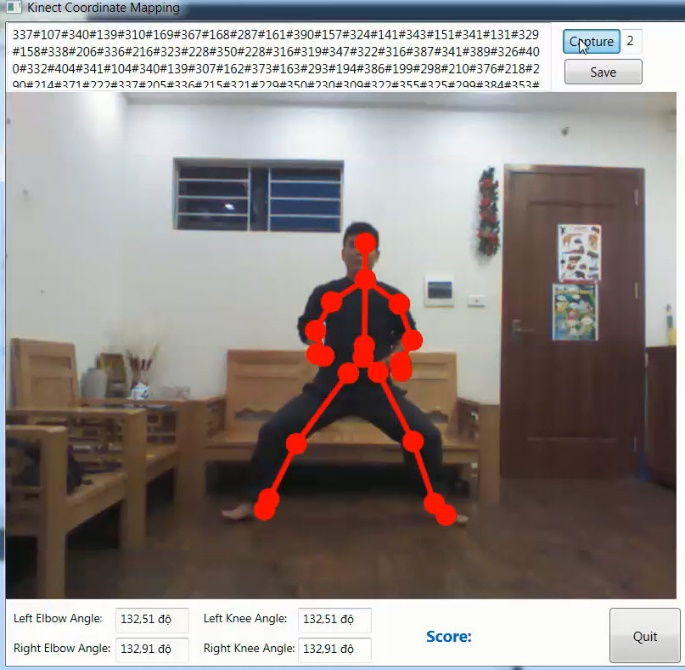 Kinect Coordinate Mapping
337#107#340#139#310#169#367#168#287#161#390#157#324#141#343#151#341#131#329
#158#338#206#336#216#323#228#350#228#316#319#347#322#316#387#341#389#326#40
0#332#404#341#104#340#139#307#162#373#163#293#194#386#199#298#210#376#218#2
90#214#371#222#337#205#336#215#321#229#350#230#309#322#355#325#299#384#353#
Capture 2
Save
Left Elbow Angle: 132,51 độ Left Knee Angle: 132,51 độ
Right Elbow Angle: 132,91 độ Right Knee Angle: 132,91 độ
Score:
Quit